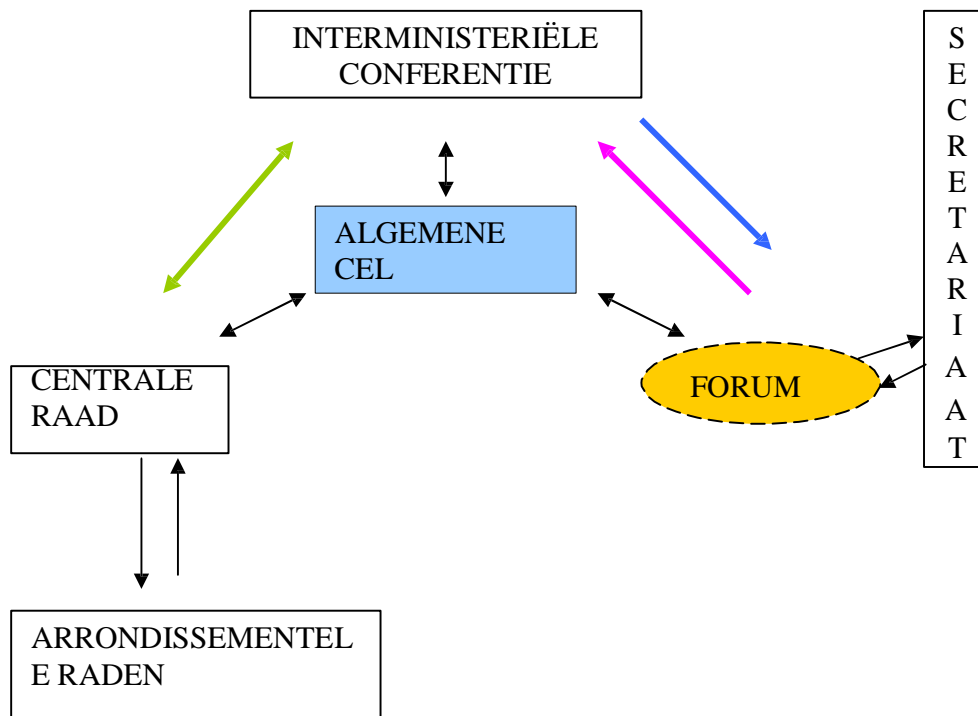 INTERMINISTERIËLE
CONFERENTIE
ALGEMENE
CEL
CENTRALE
RAAD
FORUM
ARRONDISSEMENTEL
E RADEN
S
E
C
R
E
T
A
R
I
A
A
T